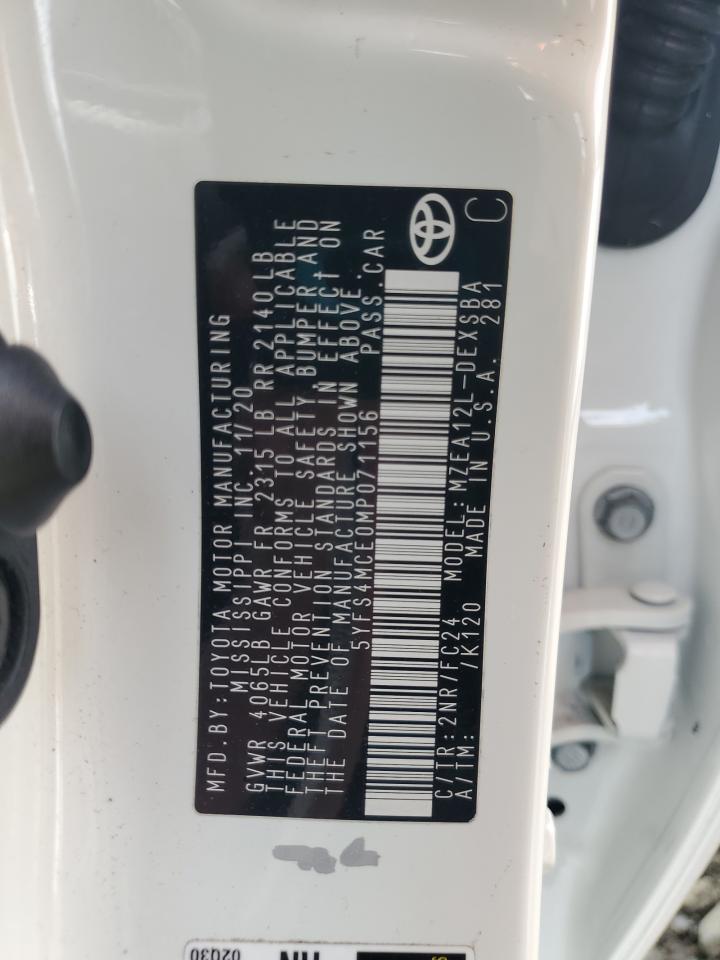 MFD.BY:TOYOTA MOTOR MANUFACTURING
MISSISSIPPI INC. 11/20
GVWR 4065LB GAWR FR 2315 LB RR 2140 LB
THIS VEHICLE CONFORMS TO ALL APPLICABLE
FEDERAL MOTOR VEHICLE SAFETY, BUMPER AND
THEFT PREVENTION STANDARDS IN EFFECT ON
THE DATE OF MANUFACTURE SHOWN ABOVE.
5YFS4MCE0MP071156 PASS.CAR
C/TR:2NR/FC24 MODEL:MZEA12L-DEXSBA
A/TM: /K120 MADE IN U.S.A. 281
C
02Q30